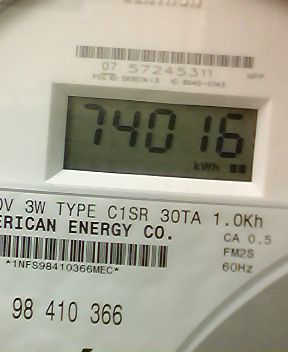 07 57245311
74016
kWh
0V 3W TYPE C1SR 30TA 1.0Kh
ERICAN ENERGY CO.
CA 0.5
*1NFS98410366MEC*
FM2S
60Hz
98 410 366